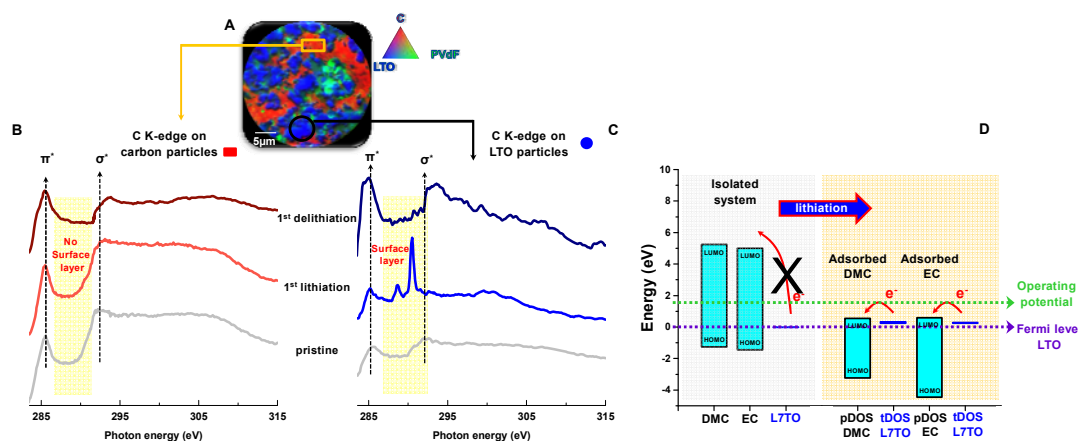 A
C
LTO
PVdF
5μm
B
C K-edge on
carbon particles
C K-edge on
LTO particles
C
D
π*
σ*
1st delithiation
No
Surface
layer
1st lithiation
pristine
285
295
305
315
Photon energy (eV)
π*
σ*
Surface
layer
285
295
305
315
Photon energy (eV)
Energy (eV)
10
8
6
4
2
0
-2
-4
Isolated
system
lithiation
LUMO
LUMO
X
e-
HOMO
HOMO
Adsorbed
DMC
Adsorbed
EC
e-
e-
LUMO
LUMO
HOMO
HOMO
Operating
potential
Fermi leve
LTO
DMC
EC
L7TO
pDOS
DMC
tDOS
L7TO
pDOS
EC
tDOS
L7TO